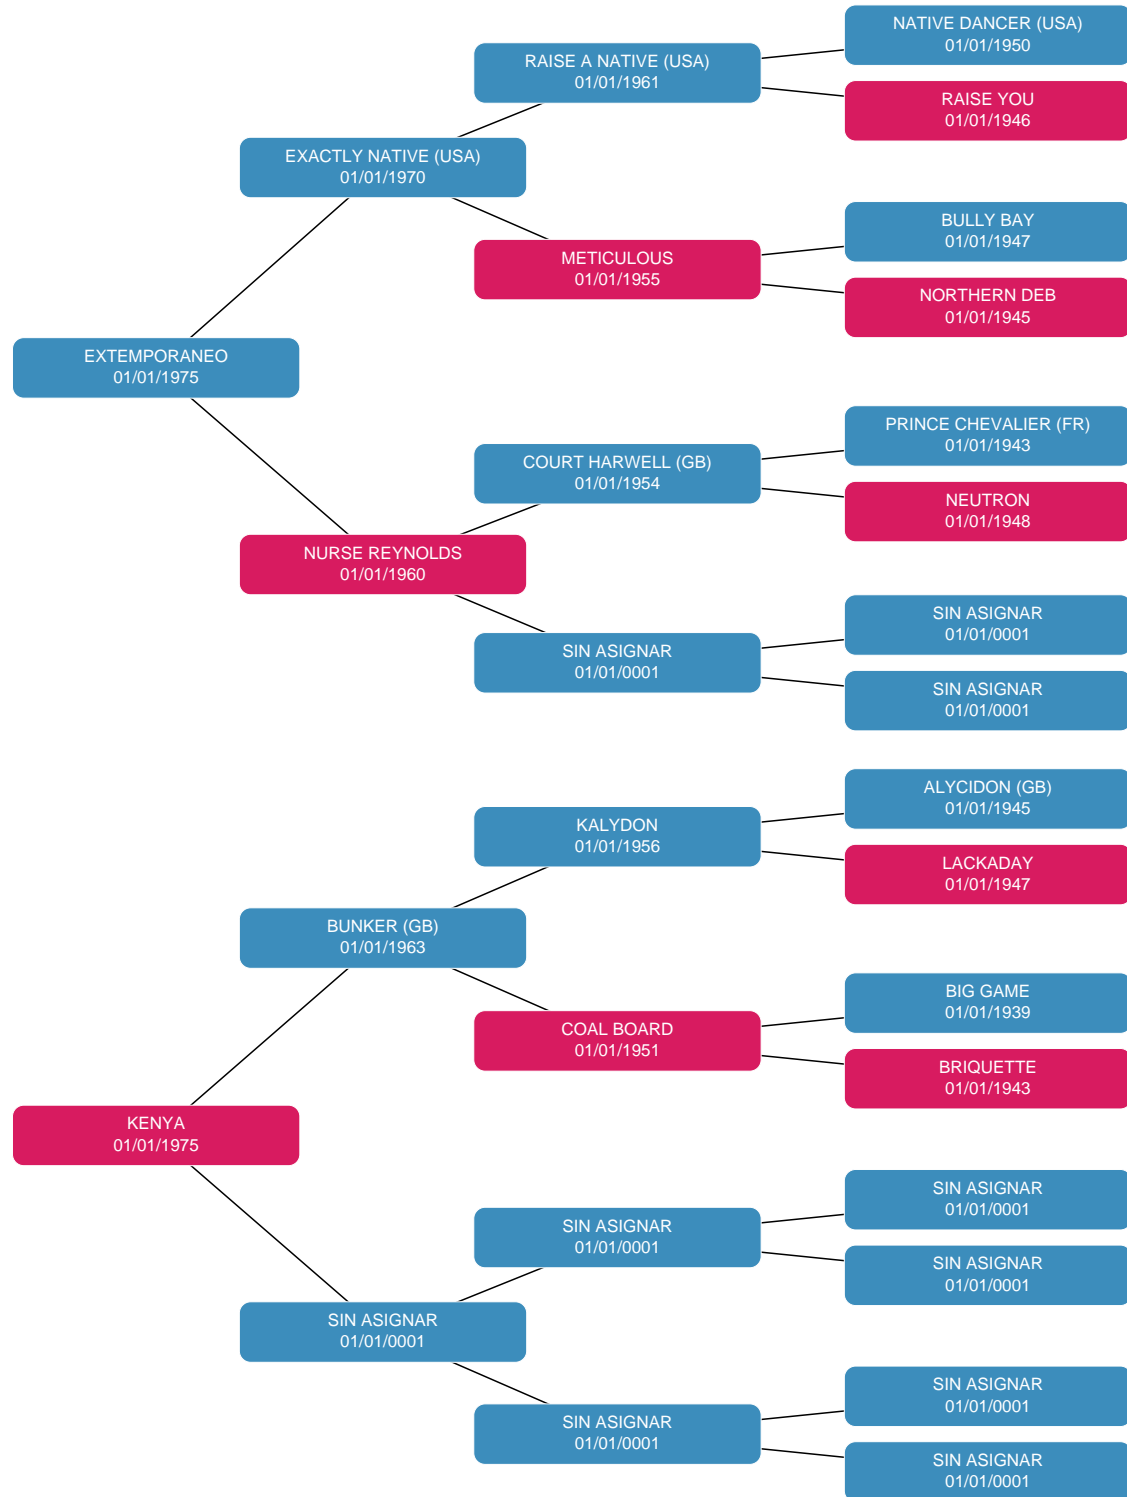 NATIVE DANCER (USA)
01/01/1950
RAISE A NATIVE (USA)
01/01/1961
RAISE YOU
01/01/1946
EXACTLY NATIVE (USA)
01/01/1970
BULLY BAY
01/01/1947
METICULOUS
01/01/1955
NORTHERN DEB
01/01/1945
EXTEMPORANEO
01/01/1975
PRINCE CHEVALIER (FR)
01/01/1943
COURT HARWELL (GB)
01/01/1954
NEUTRON
01/01/1948
NURSE REYNOLDS
01/01/1960
SIN ASIGNAR
01/01/0001
SIN ASIGNAR
01/01/0001
SIN ASIGNAR
01/01/0001
ALYCIDON (GB)
01/01/1945
KALYDON
01/01/1956
LACKADAY
01/01/1947
BUNKER (GB)
01/01/1963
BIG GAME
01/01/1939
COAL BOARD
01/01/1951
BRIQUETTE
01/01/1943
KENYA
01/01/1975
SIN ASIGNAR
01/01/0001
SIN ASIGNAR
01/01/0001
SIN ASIGNAR
01/01/0001
SIN ASIGNAR
01/01/0001
SIN ASIGNAR
01/01/0001
SIN ASIGNAR
01/01/0001
SIN ASIGNAR
01/01/0001